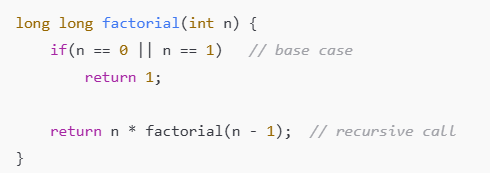 long long factorial(int n) {
    if(n == 0 || n == 1)   // base case
        return 1;

    return n * factorial(n - 1);  // recursive call
}